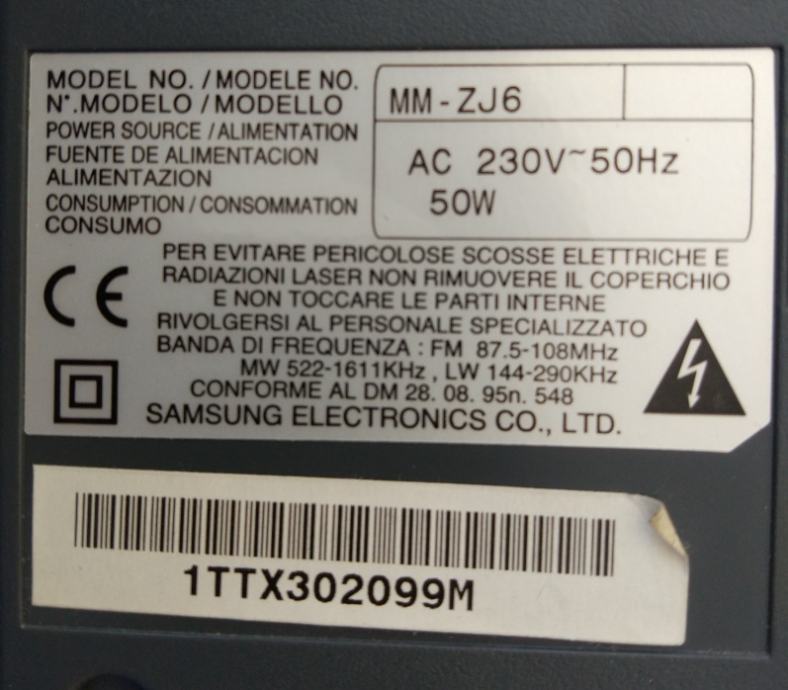 MODEL NO. / MODELE NO.
N°. MODELO / MODELLO
MM-ZJ6
POWER SOURCE / ALIMENTATION
FUENTE DE ALIMENTACION
ALIMENTAZION
AC 230V~50Hz
50W
CONSUMPTION / CONSOMMATION
CONSUMO
PER EVITARE PERICOLOSE SCOSSE ELETTRICHE E
RADIAZIONI LASER NON RIMUOVERE IL COPERCHIO
E NON TOCCARE LE PARTI INTERNE
RIVOLGERSI AL PERSONALE SPECIALIZZATO
BANDA DI FREQUENZA : FM 87.5-108MHz
MW 522-1611KHz , LW 144-290KHz
CONFORME AL DM 28. 08. 95n. 548
SAMSUNG ELECTRONICS CO., LTD.
CE
1TTX302099M